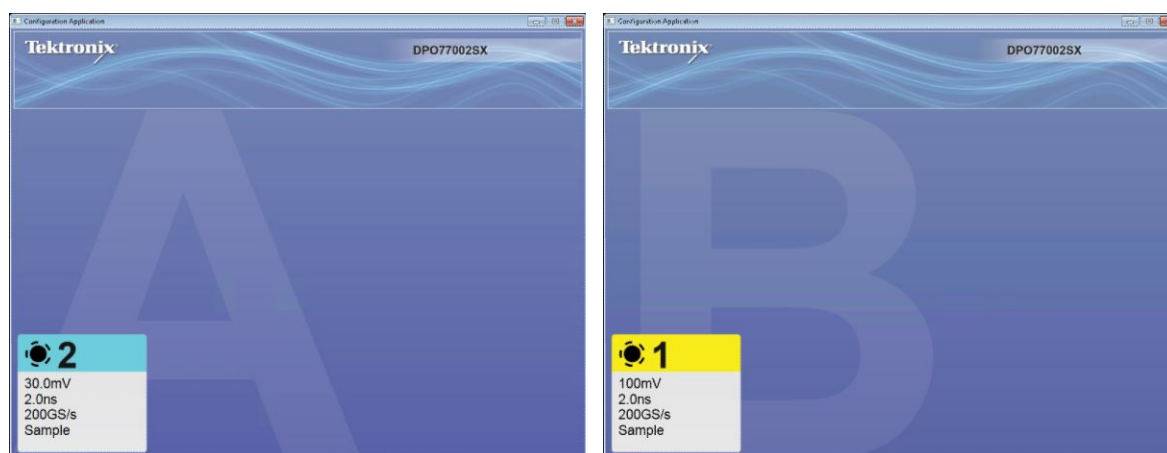 Configuration Application
Tektronix
DPO77002SX
A
2
30.0mV
2.0ns
200GS/s
Sample
Configuration Application
Tektronix
DPO77002SX
B
1
100mV
2.0ns
200GS/s
Sample